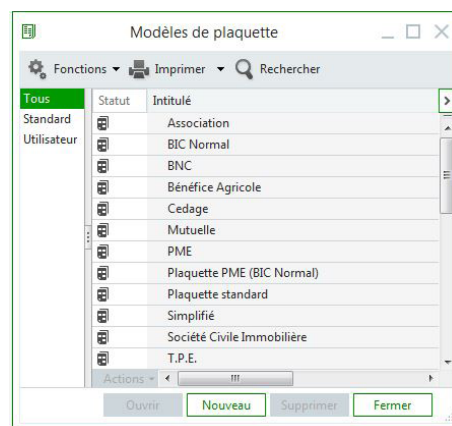 Modèles de plaquette
Fonctions Imprimer Rechercher
Tous
Standard
Utilisateur
Statut Intitulé
Association
BIC Normal
BNC
Bénéfice Agricole
Cedage
Mutuelle
PME
Plaquette PME (BIC Normal)
Plaquette standard
Simplifié
Société Civile Immobilière
T.P.E.
Actions
Ouvrir Nouveau Supprimer Fermer